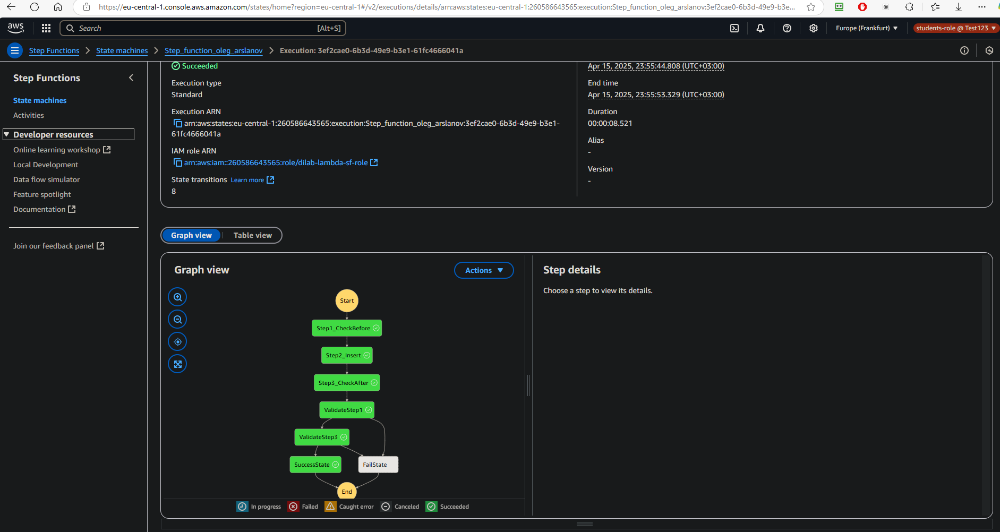 https://eu-central-1.console.aws.amazon.com/states/home?region=eu-central-1#/v2/executions/details/arn:aws:states:eu-central-1:260586643565:execution:Step_function_oleg_arslanov:3ef2cae0-6b3d-49e9-b3e...
aws
Search [Alt+S]
Europe (Frankfurt)
students-role @ Test123
Step Functions > State machines > Step_function_oleg_arslanov > Execution: 3ef2cae0-6b3d-49e9-b3e1-61fc4666041a
Step Functions
State machines
Activities
Developer resources
Online learning workshop
Local Development
Data flow simulator
Feature spotlight
Documentation
Join our feedback panel
Succeeded
Execution type
Standard
Execution ARN
arn:aws:states:eu-central-1:260586643565:execution:Step_function_oleg_arslanov:3ef2cae0-6b3d-49e9-b3e1-
61fc4666041a
IAM role ARN
arn:aws:iam::260586643565:role/dilab-lambda-sf-role
State transitions Learn more
8
Apr 15, 2025, 23:55:44.808 (UTC+03:00)
End time
Apr 15, 2025, 23:55:53.329 (UTC+03:00)
Duration
00:00:08.521
Alias
-
Version
-
Graph view Table view
Graph view
Actions
Start
Step1_CheckBefore
Step2_Insert
Step3_CheckAfter
ValidateStep1
ValidateStep3
SuccessState
FailState
End
In progress Failed Caught error Canceled Succeeded
Step details
Choose a step to view its details.